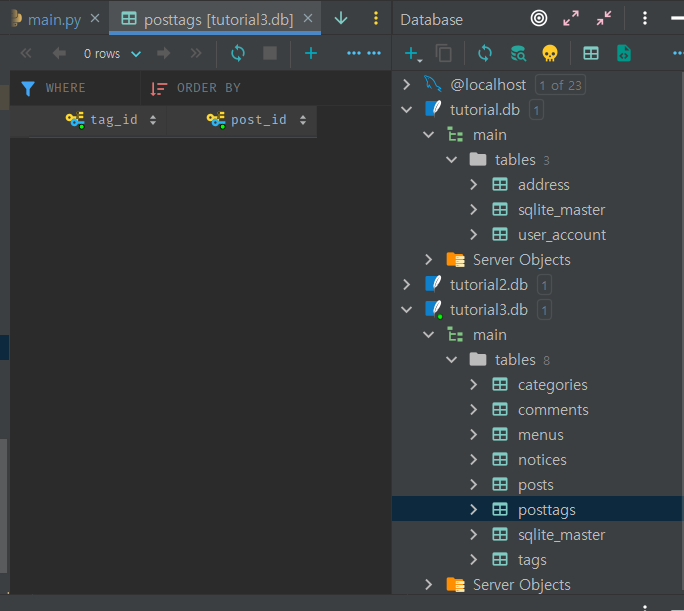 main.py
posttags [tutorial3.db]
0 rows
WHERE
ORDER BY
tag_id
post_id
Database
@localhost 1 of 23
tutorial.db 1
main
tables 3
address
sqlite_master
user_account
Server Objects
tutorial2.db 1
tutorial3.db 1
main
tables 8
categories
comments
menus
notices
posts
posttags
sqlite_master
tags
Server Objects